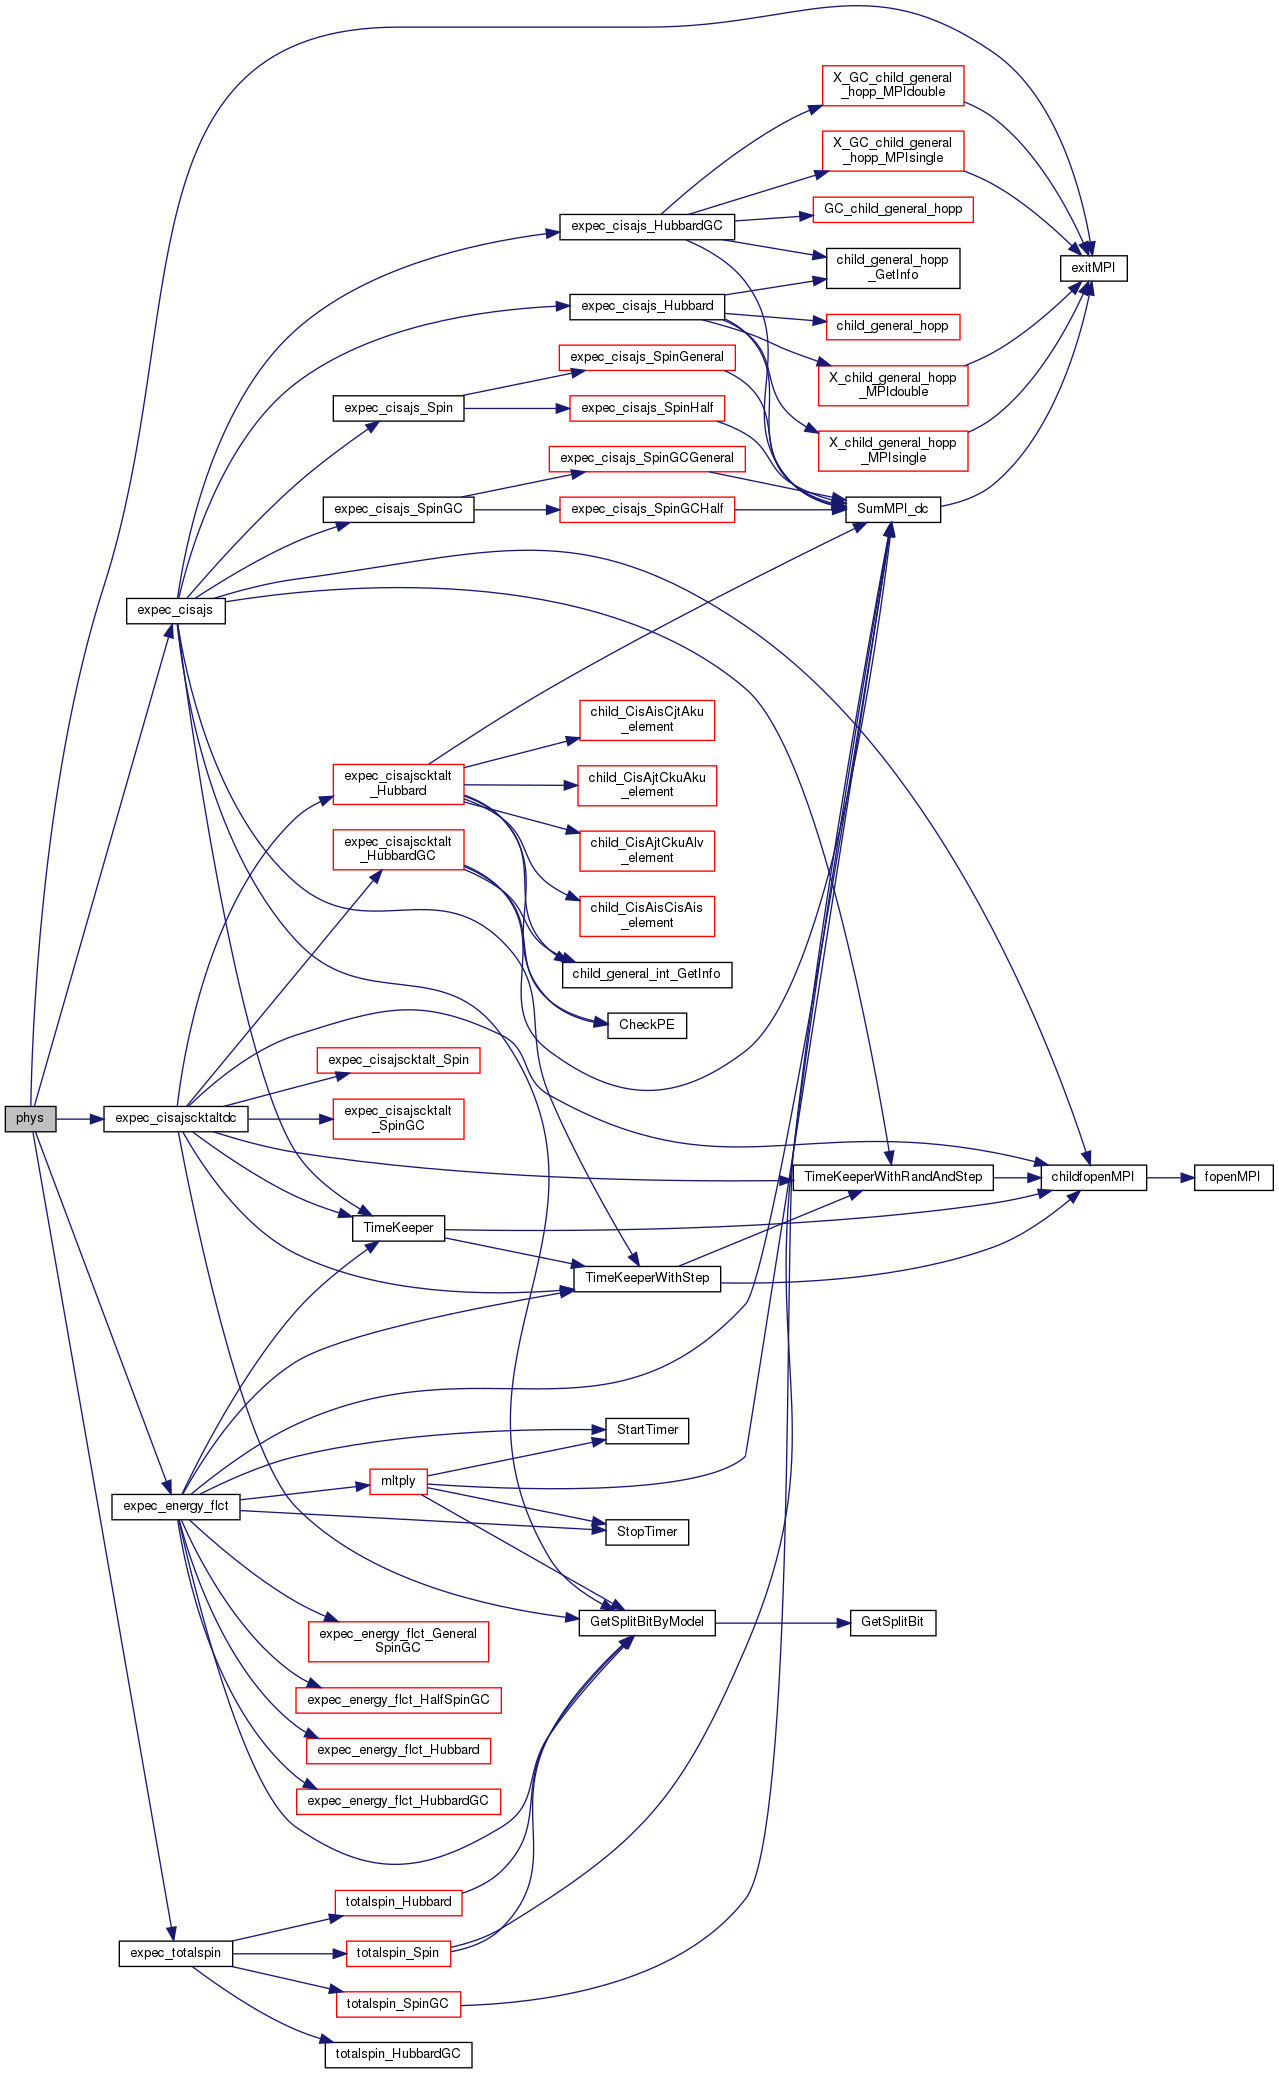 X_GC_child_general
_hopp_MPIdouble
X_GC_child_general
_hopp_MPIsingle
GC_child_general_hopp
expec_cisajs_HubbardGC
child_general_hopp
_GetInfo
exitMPI
expec_cisajs_Hubbard
child_general_hopp
expec_cisajs_SpinGeneral
X_child_general_hopp
_MPIdouble
expec_cisajs_Spin
expec_cisajs_SpinHalf
X_child_general_hopp
_MPIsingle
expec_cisajs_SpinGCGeneral
expec_cisajs_SpinGC
expec_cisajs_SpinGCHalf
SumMPI_dc
expec_cisajs
child_CisAisCjtAku
_element
expec_cisajscktalt
_Hubbard
child_CisAjtCkuAku
_element
expec_cisajscktalt
_HubbardGC
child_CisAjtCkuAlv
_element
child_CisAisCisAis
_element
child_general_int_GetInfo
CheckPE
expec_cisajscktalt_Spin
phys
expec_cisajscktaltdc
expec_cisajscktalt
_SpinGC
TimeKeeperWithRandAndStep
childfopenMPI
fopenMPI
TimeKeeper
TimeKeeperWithStep
StartTimer
mltply
expec_energy_flct
StopTimer
GetSplitBitByModel
GetSplitBit
expec_energy_flct_General
SpinGC
expec_energy_flct_HalfSpinGC
expec_energy_flct_Hubbard
expec_energy_flct_HubbardGC
totalspin_Hubbard
expec_totalspin
totalspin_Spin
totalspin_SpinGC
totalspin_HubbardGC